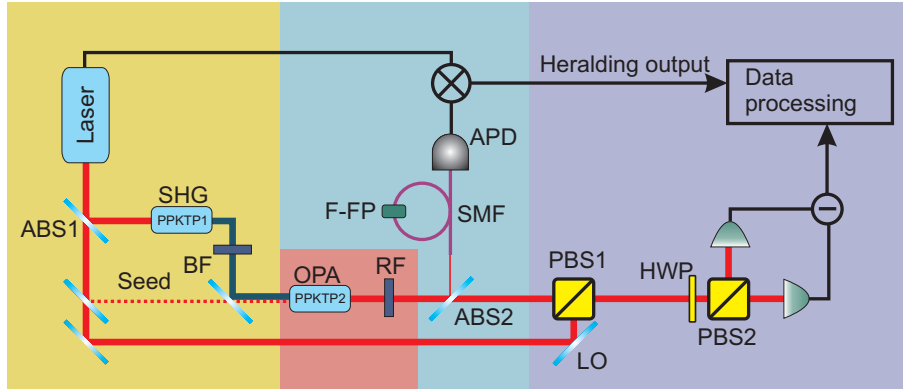 Heralding output
Data
processing
Laser
APD
SHG
F-FP
SMF
ABS1
PPKTP1
BF
OPA
RF
PBS1
HWP
Seed
PPKTP2
ABS2
PBS2
LO